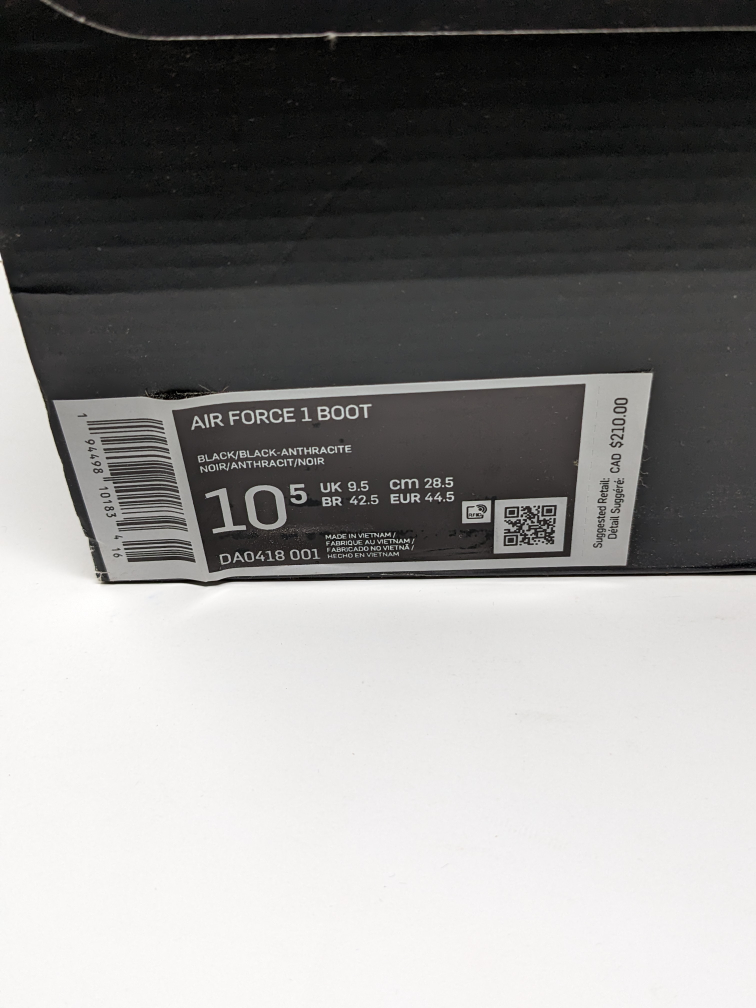 AIR FORCE 1 BOOT
BLACK/BLACK-ANTHRACITE
NOIR/ANTHRACIT/NOIR
10 5
UK 9.5 cm 28.5
BR 42.5 EUR 44.5
DA0418 001
MADE IN VIETNAM /
FABRIQUE AU VIETNAM /
FABRICADO NO VIETNÃ /
HECHO EN VIETNAM
RFID
1 94498 10183 4 16
Suggested Retail: CAD $210.00
Détail Suggéré: